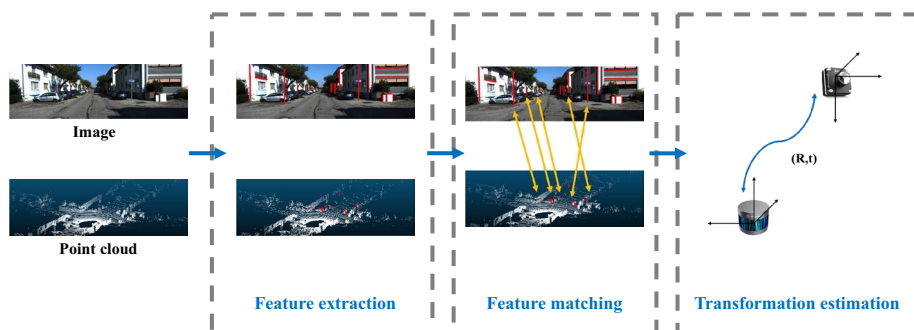 Image
Point cloud
Feature extraction
Feature matching
(R,t)
Transformation estimation